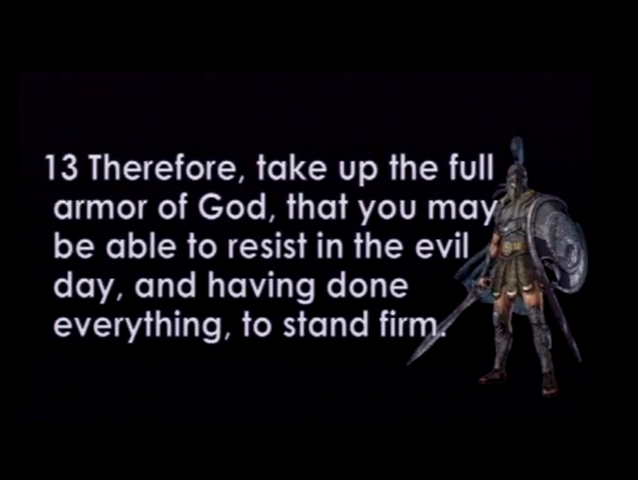 13 Therefore, take up the full
armor of God, that you may
be able to resist in the evil
day, and having done
everything, to stand firm.